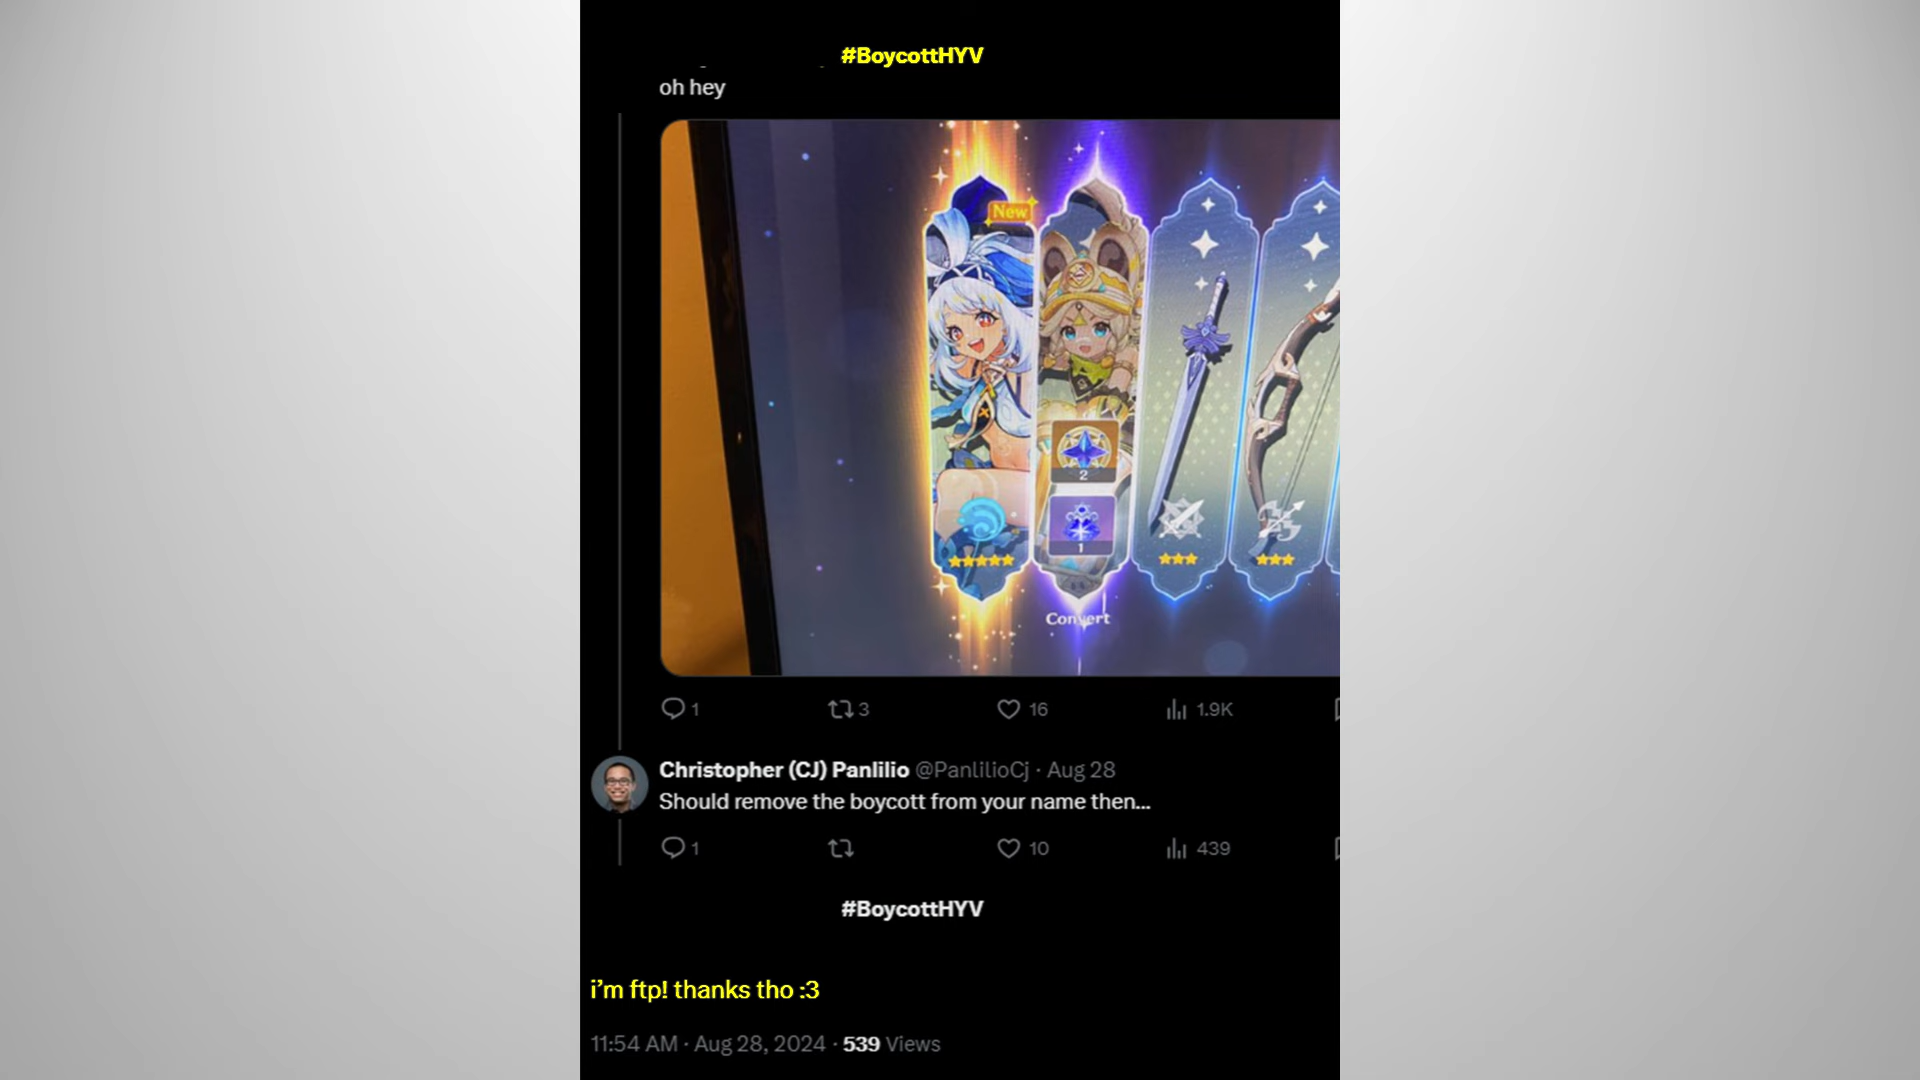 #BoycottHYV
oh hey
New
2
1
Convert
1
3
16
1.9K
Christopher (CJ) Panlilio @PanlilioCj · Aug 28
Should remove the boycott from your name then...
1
10
439
#BoycottHYV
i'm ftp! thanks tho :3
11:54 AM · Aug 28, 2024 · 539 Views